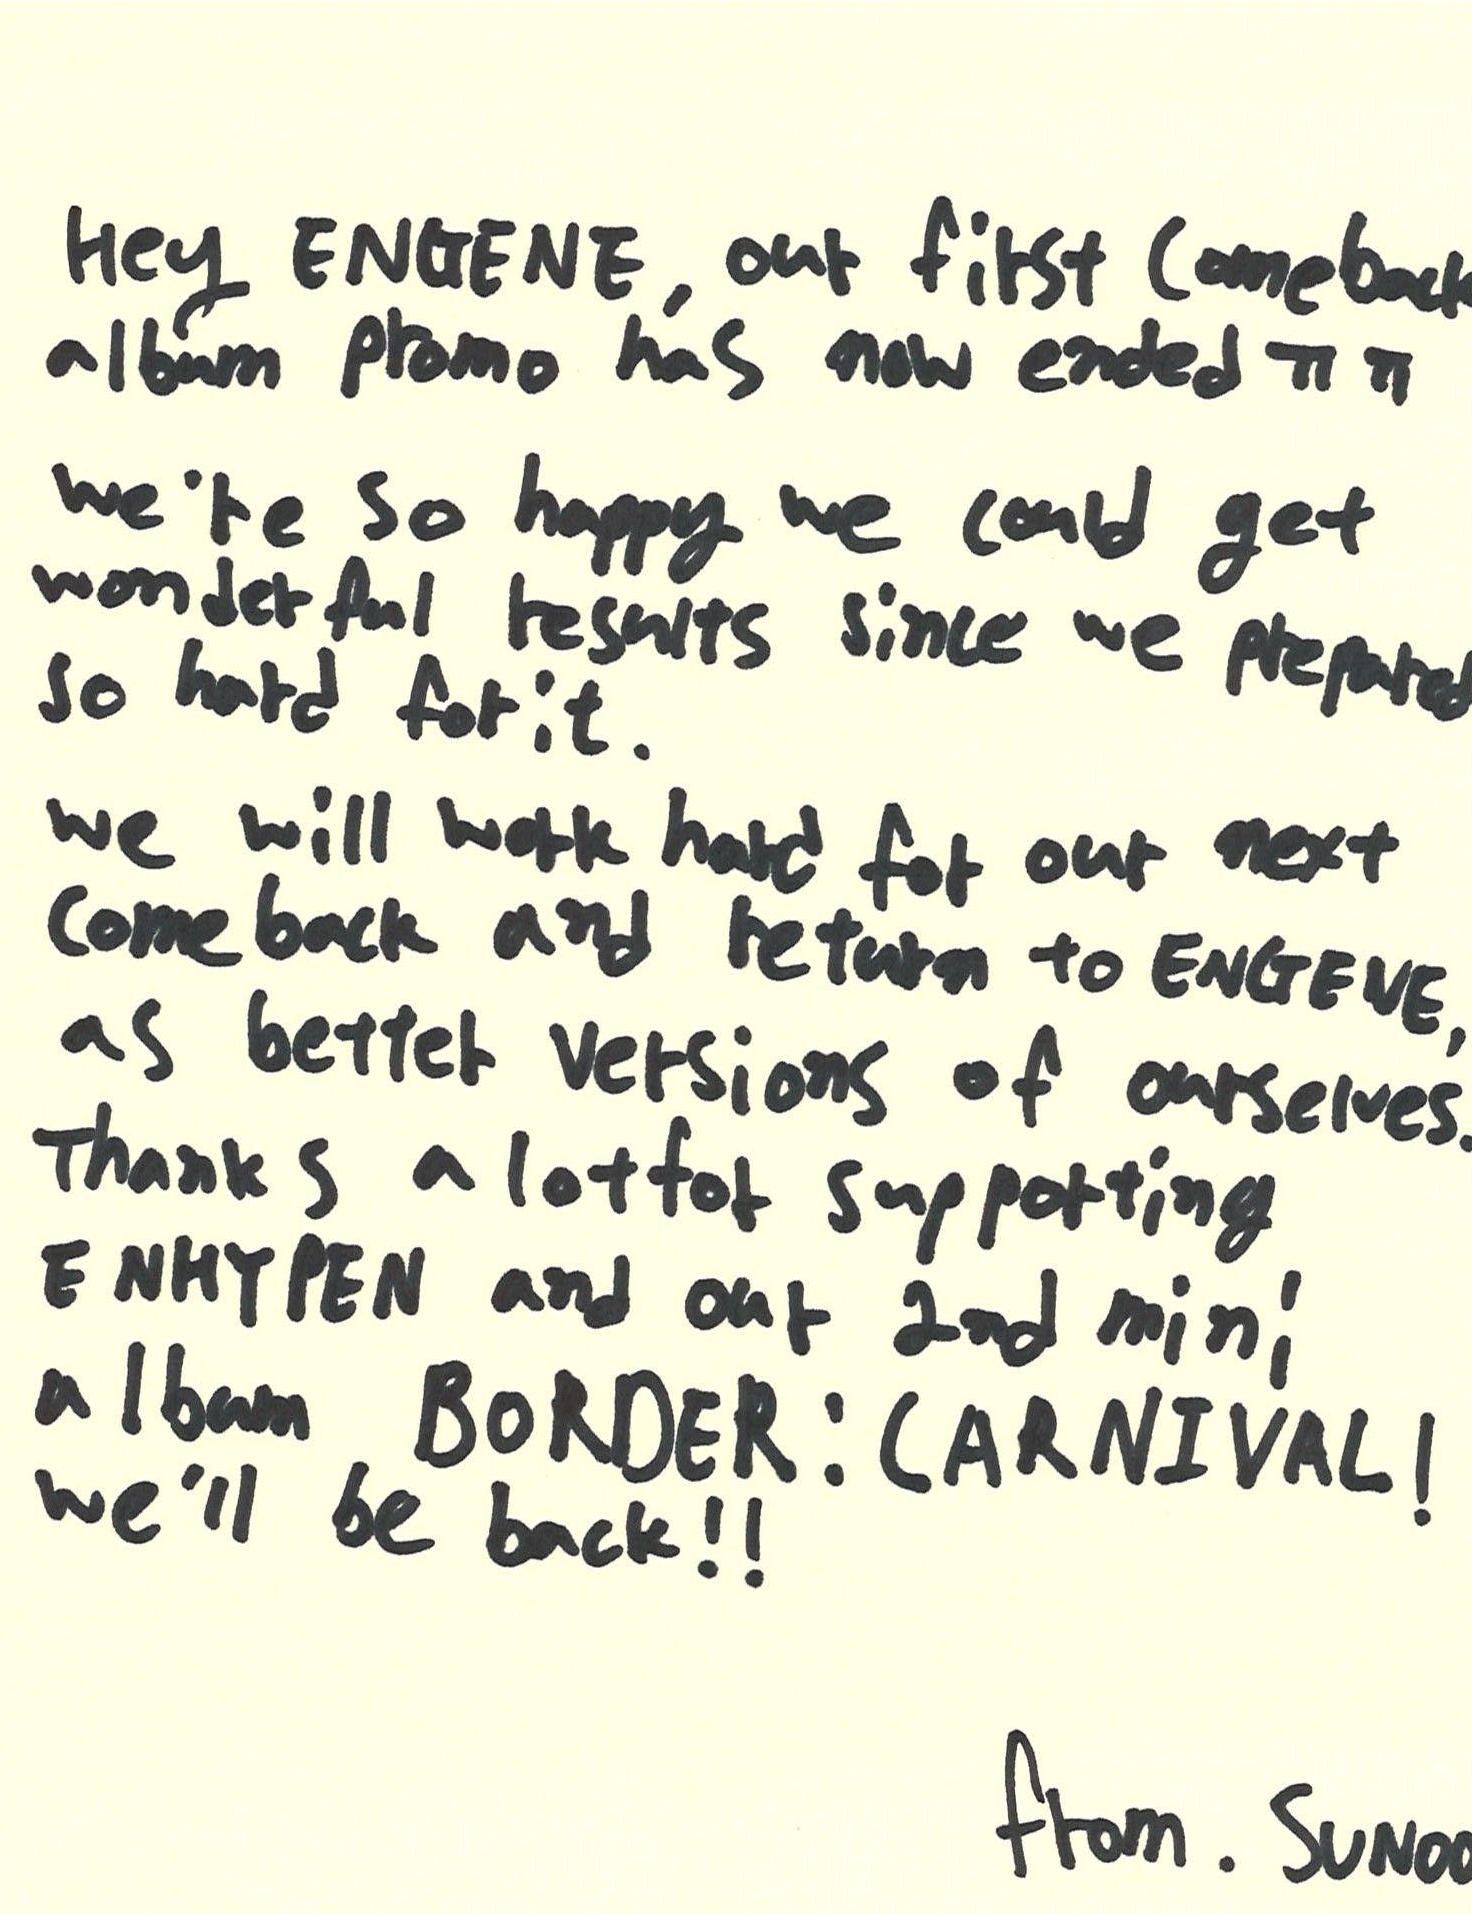 Hey ENGENE, our first comeback
album promo has now ended ㅠㅠ
we're so happy we could get
wonderful results since we prepared
so hard for it.
we will work hard for our next
comeback and return to ENGENE,
as better versions of ourselves.
Thanks a lot for supporting
ENHYPEN and our 2nd mini
album BORDER : CARNIVAL!
we'll be back!!
from. SUNOO